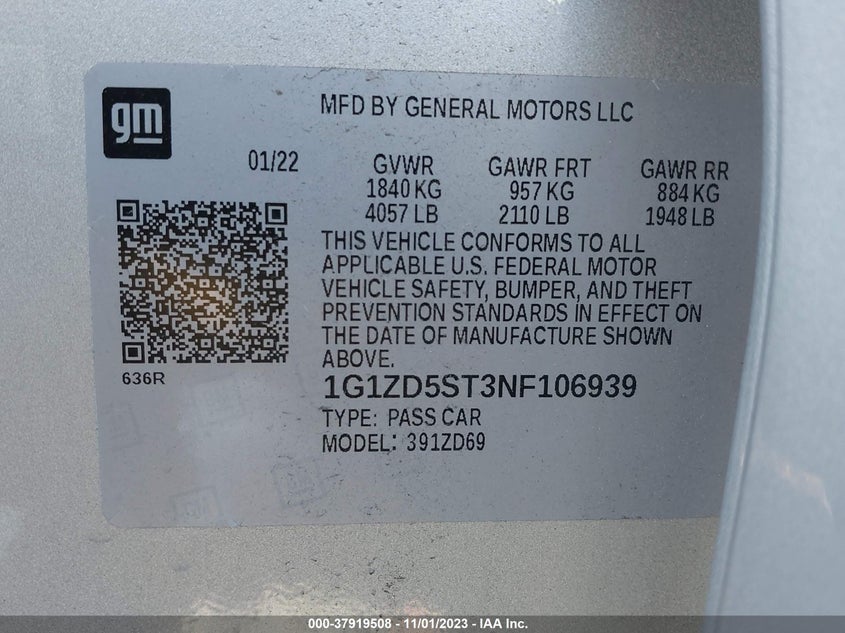 gm
MFD BY GENERAL MOTORS LLC
01/22 GVWR GAWR FRT GAWR RR
1840 KG 957 KG 884 KG
4057 LB 2110 LB 1948 LB
THIS VEHICLE CONFORMS TO ALL
APPLICABLE U.S. FEDERAL MOTOR
VEHICLE SAFETY, BUMPER, AND THEFT
PREVENTION STANDARDS IN EFFECT ON
THE DATE OF MANUFACTURE SHOWN
ABOVE.
636R
1G1ZD5ST3NF106939
TYPE: PASS CAR
MODEL: 391ZD69
000-37919508 - 11/01/2023 - IAA Inc.